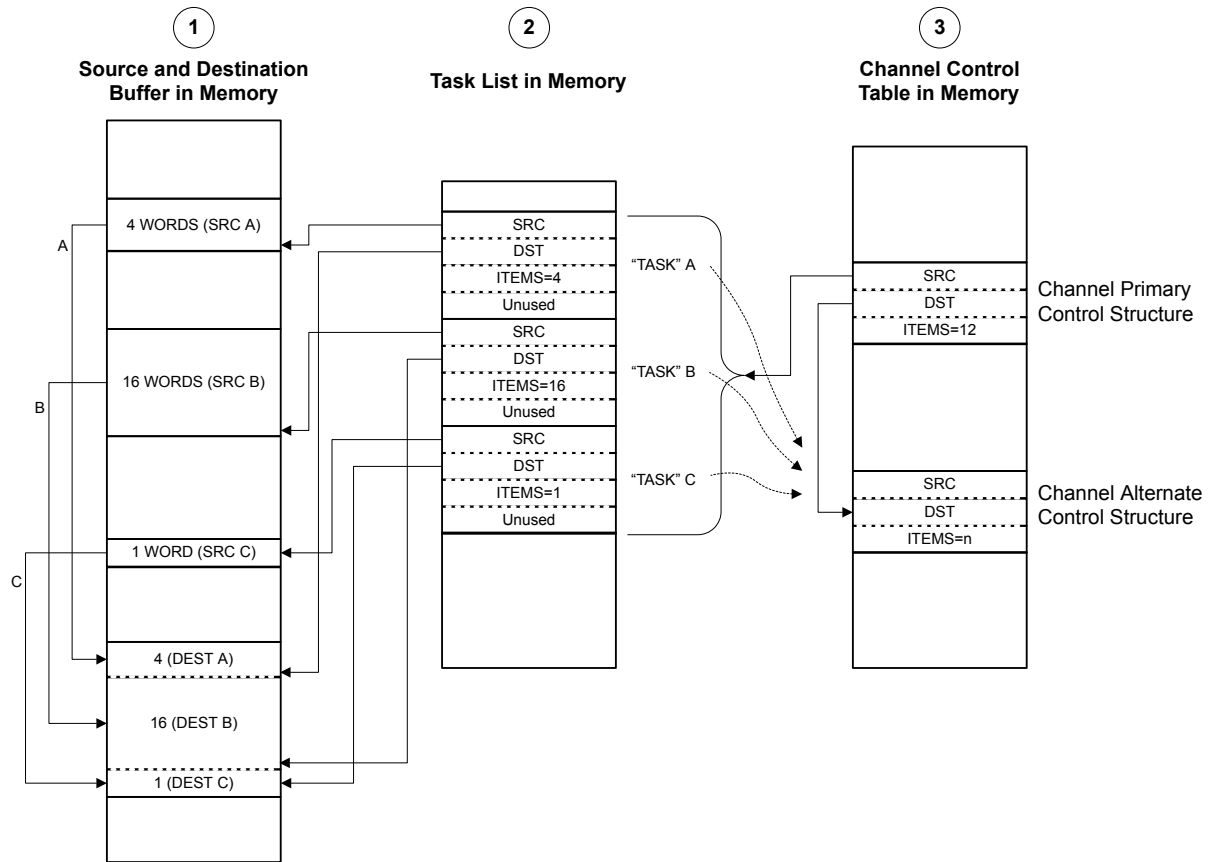 1
Source and Destination
Buffer in Memory
2
Task List in Memory
3
Channel Control
Table in Memory
4 WORDS (SRC A)
A
16 WORDS (SRC B)
B
1 WORD (SRC C)
C
4 (DEST A)
16 (DEST B)
1 (DEST C)
SRC
DST
ITEMS=4
Unused
SRC
DST
ITEMS=16
Unused
SRC
DST
ITEMS=1
Unused
“TASK” A
“TASK” B
“TASK” C
SRC
DST
ITEMS=12
Channel Primary
Control Structure
SRC
DST
ITEMS=n
Channel Alternate
Control Structure